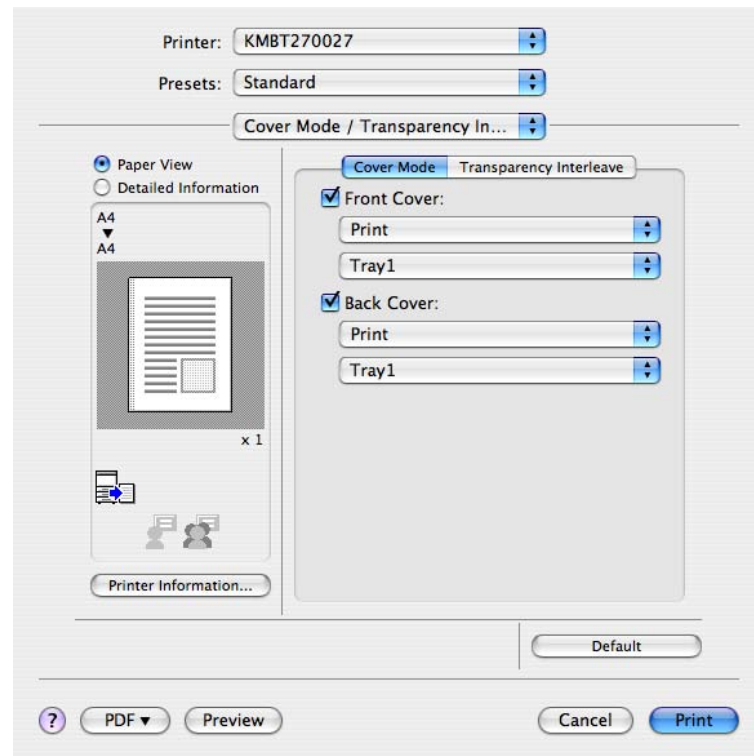 Printer: KMBT270027
Presets: Standard
Cover Mode / Transparency In...
Paper View
Detailed Information
A4
A4
x 1
Printer Information...
Cover Mode Transparency Interleave
Front Cover:
Print
Tray1
Back Cover:
Print
Tray1
Default
? PDF▼ Preview Cancel Print